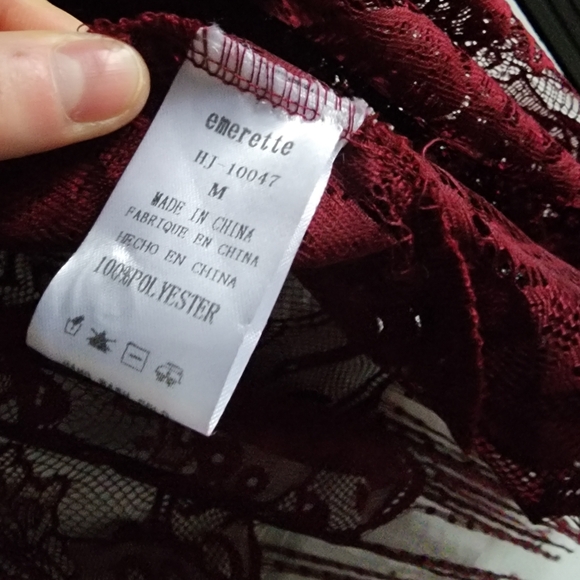 emerette
HJ-10047
M
MADE IN CHINA
FABRIQUE EN CHINA
HECHO EN CHINA
100%POLYESTER